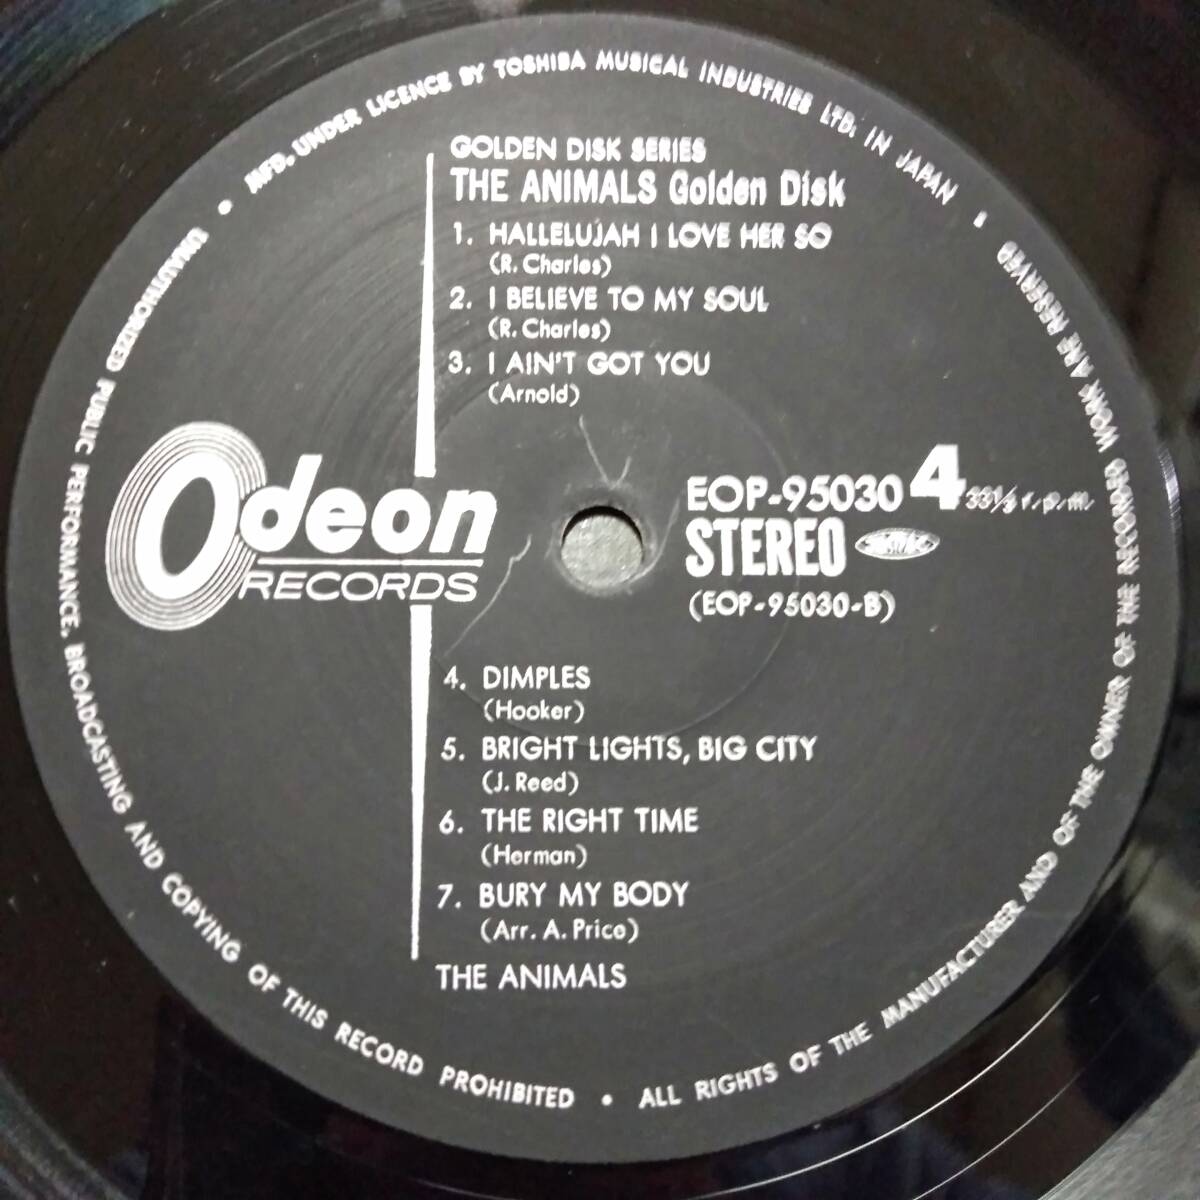 MFD. UNDER LICENCE BY TOSHIBA MUSICAL INDUSTRIES LTD. IN JAPAN
GOLDEN DISK SERIES
THE ANIMALS Golden Disk
1. HALLELUJAH I LOVE HER SO
(R. Charles)
2. I BELIEVE TO MY SOUL
(R. Charles)
3. I AIN'T GOT YOU
(Arnold)
Odeon
RECORDS
EOP-95030 4 33⅓ r.p.m.
STEREO
(EOP-95030-B)
4. DIMPLES
(Hooker)
5. BRIGHT LIGHTS, BIG CITY
(J. Reed)
6. THE RIGHT TIME
(Herman)
7. BURY MY BODY
(Arr. A. Price)
THE ANIMALS
UNAUTHORIZED PUBLIC PERFORMANCE, BROADCASTING AND COPYING OF THIS RECORD PROHIBITED • ALL RIGHTS OF THE MANUFACTURER AND OF THE OWNER OF THE RECORDED WORK ARE RESERVED